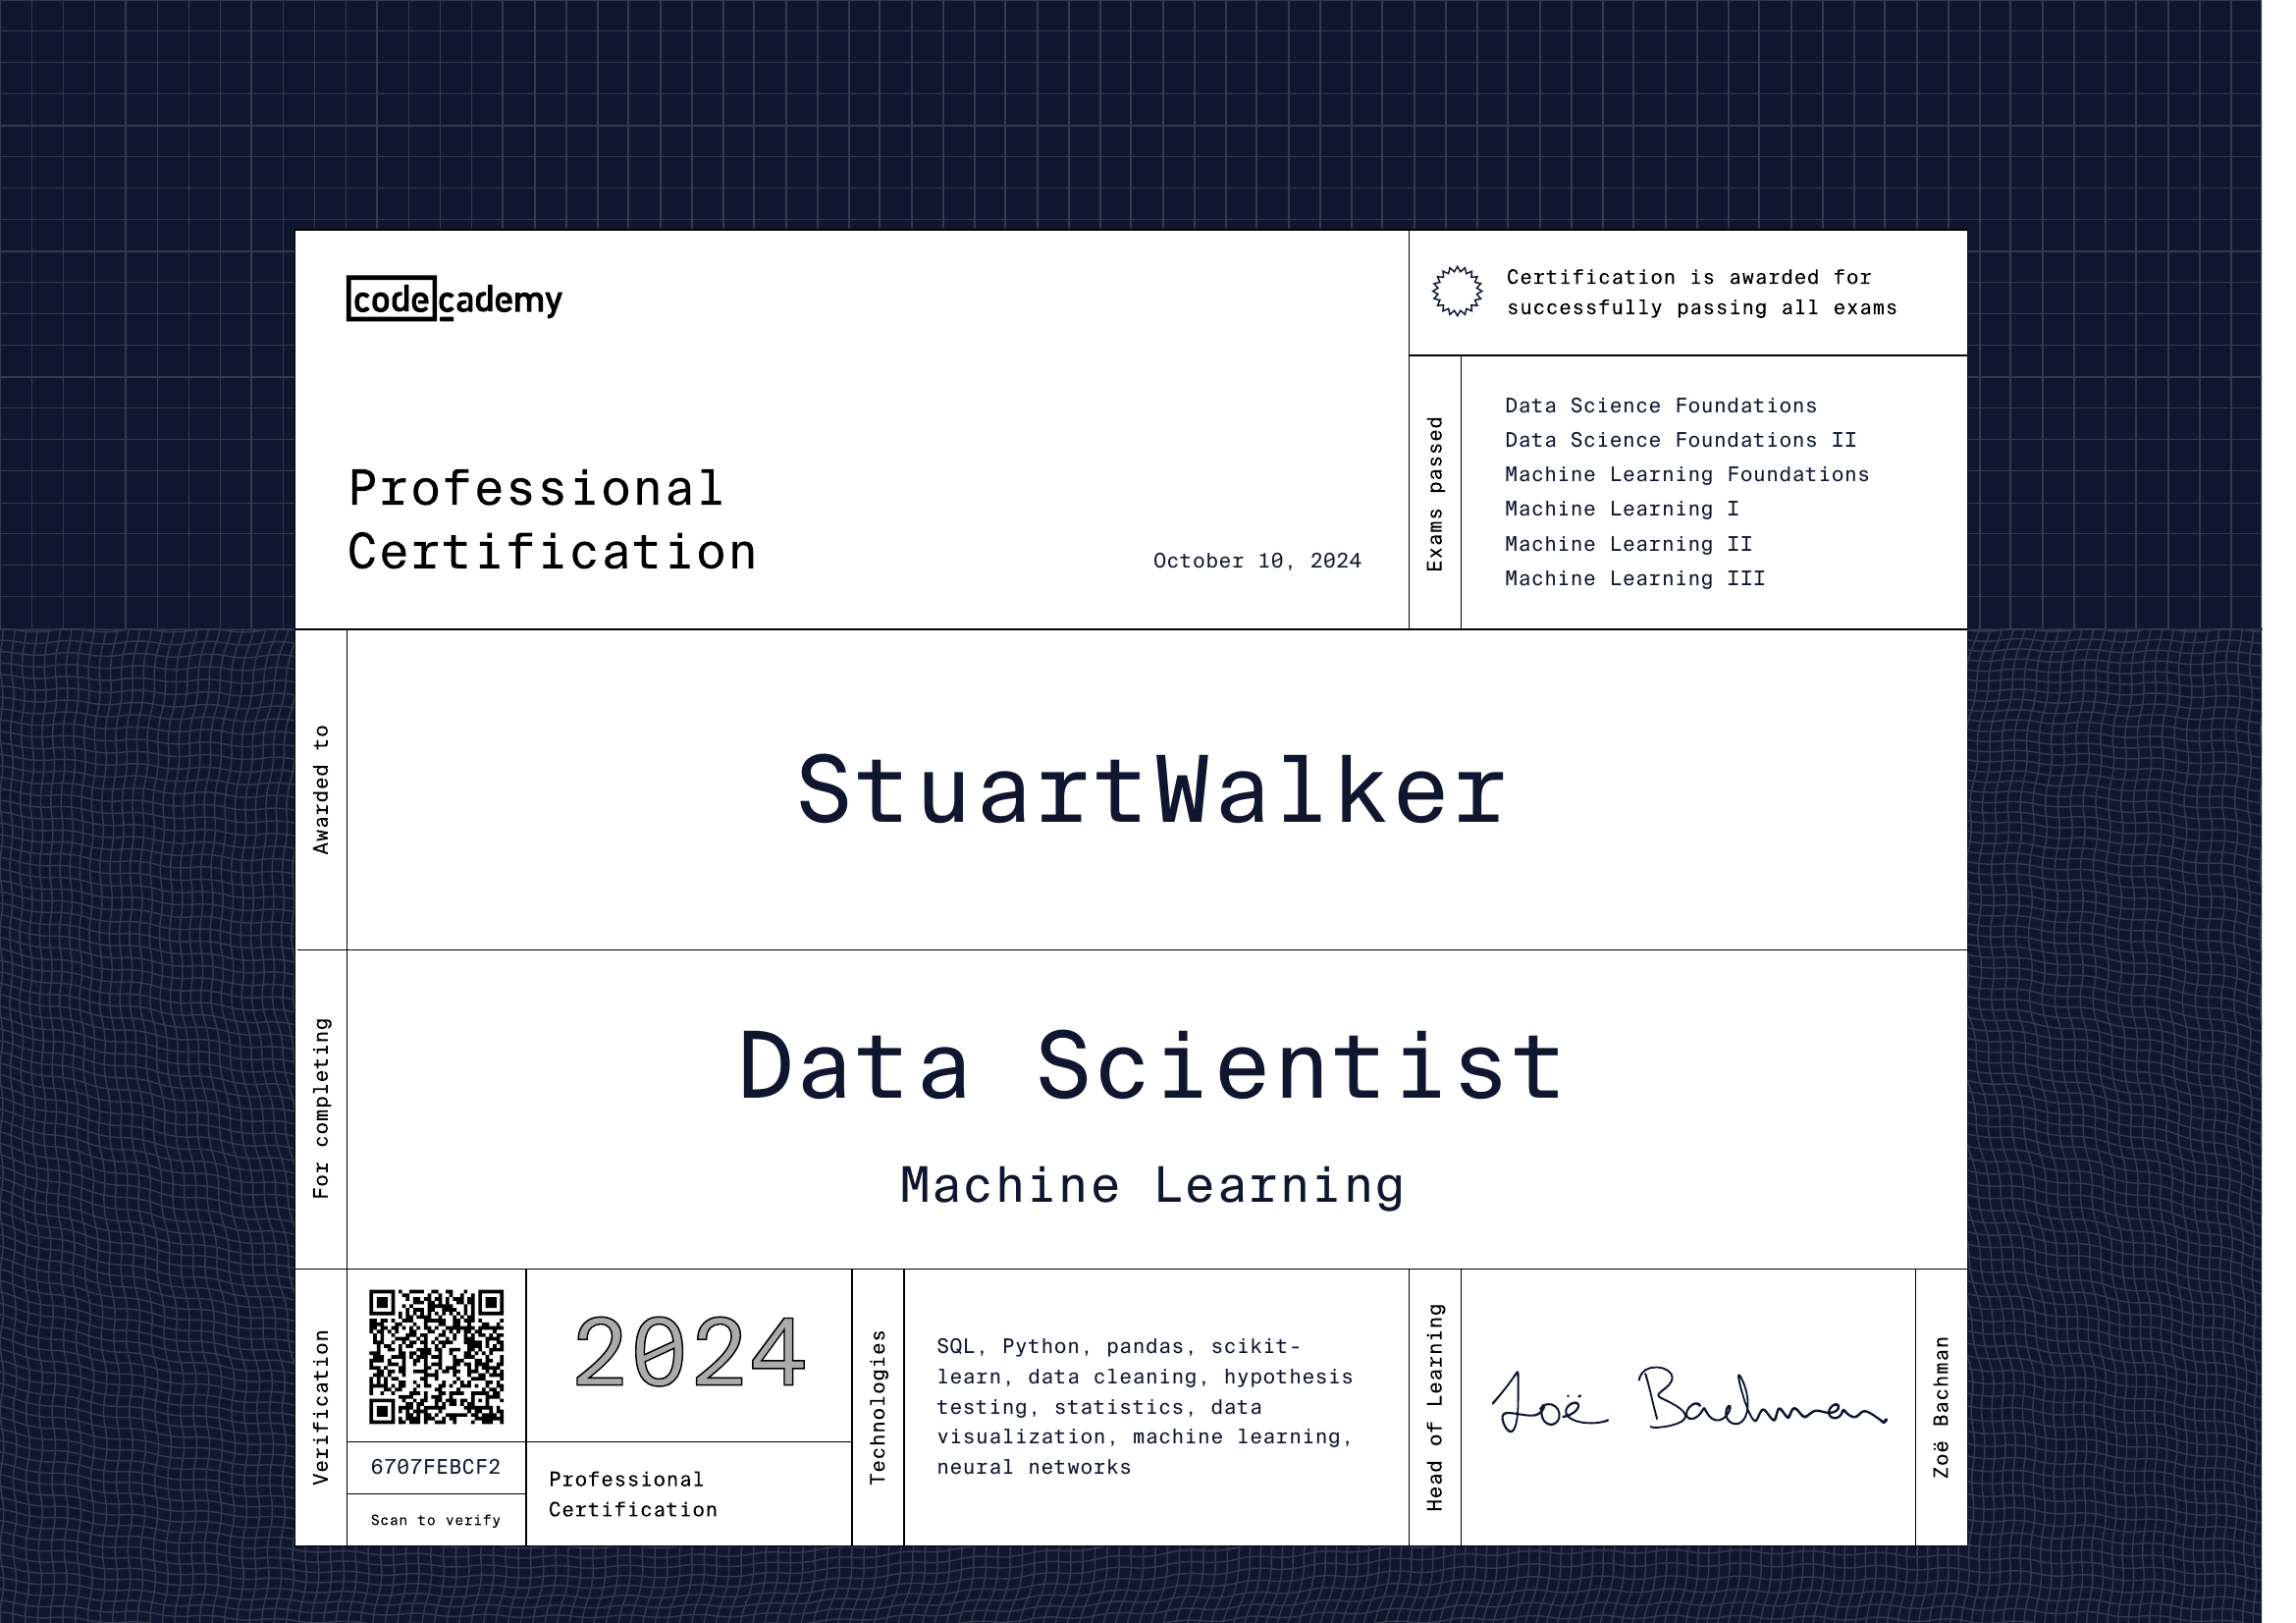 codecademy
Professional
Certification
October 10, 2024
Certification is awarded for
successfully passing all exams
Exams passed
Data Science Foundations
Data Science Foundations II
Machine Learning Foundations
Machine Learning I
Machine Learning II
Machine Learning III
Awarded to
StuartWalker
For completing
Data Scientist
Machine Learning
Verification
6707FEBCF2
Scan to verify
2024
Professional
Certification
Technologies
SQL, Python, pandas, scikit-
learn, data cleaning, hypothesis
testing, statistics, data
visualization, machine learning,
neural networks
Head of Learning
Zoë Bachman
Zoë Bachman